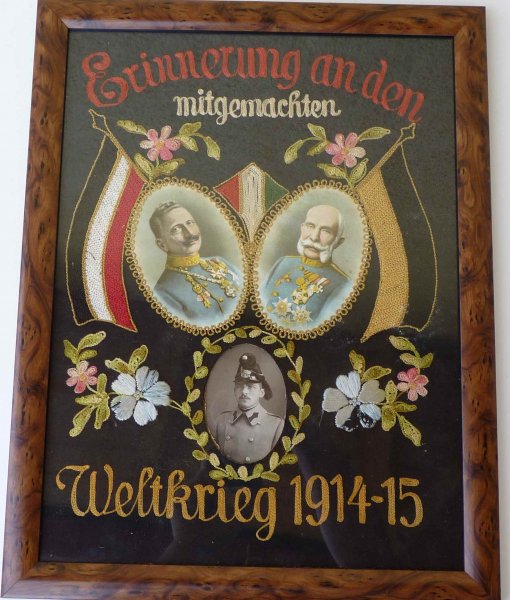 Erinnerung an den
mitgemachten
Weltkrieg 1914-15